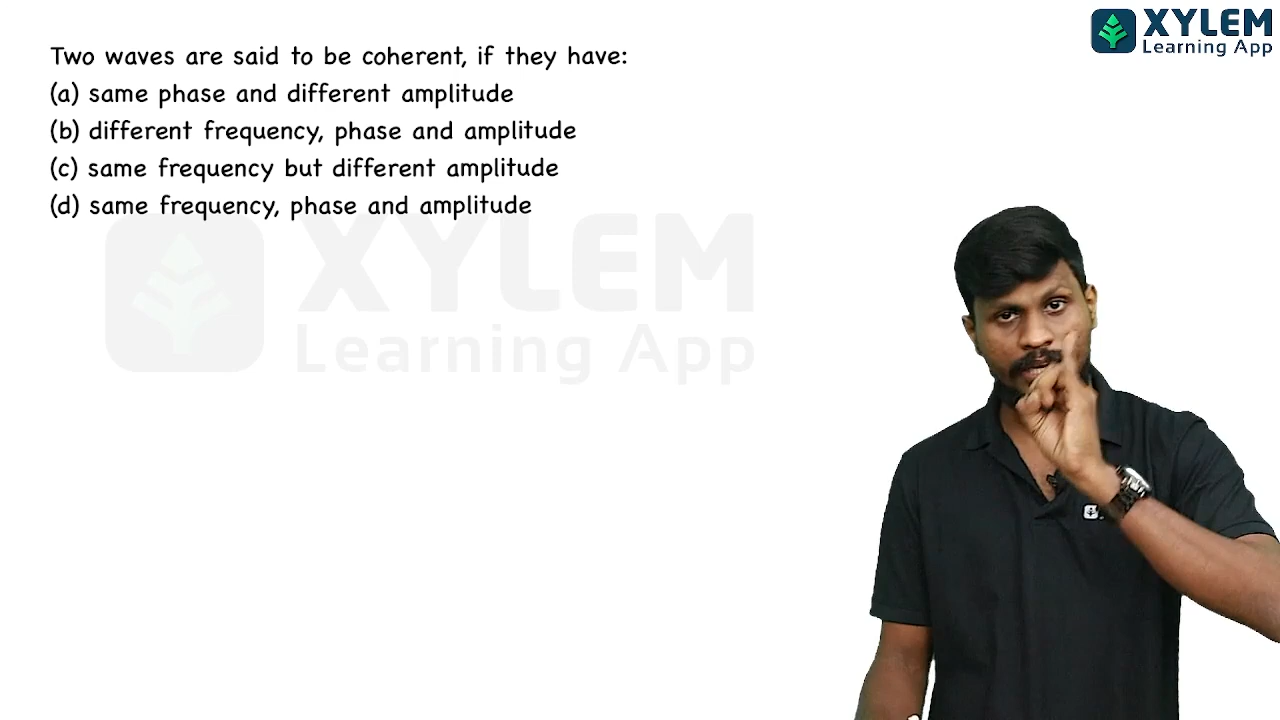 XYLEM
Learning App
Two waves are said to be coherent, if they have:
(a) same phase and different amplitude
(b) different frequency, phase and amplitude
(c) same frequency but different amplitude
(d) same frequency, phase and amplitude
XYLEM
Learning App